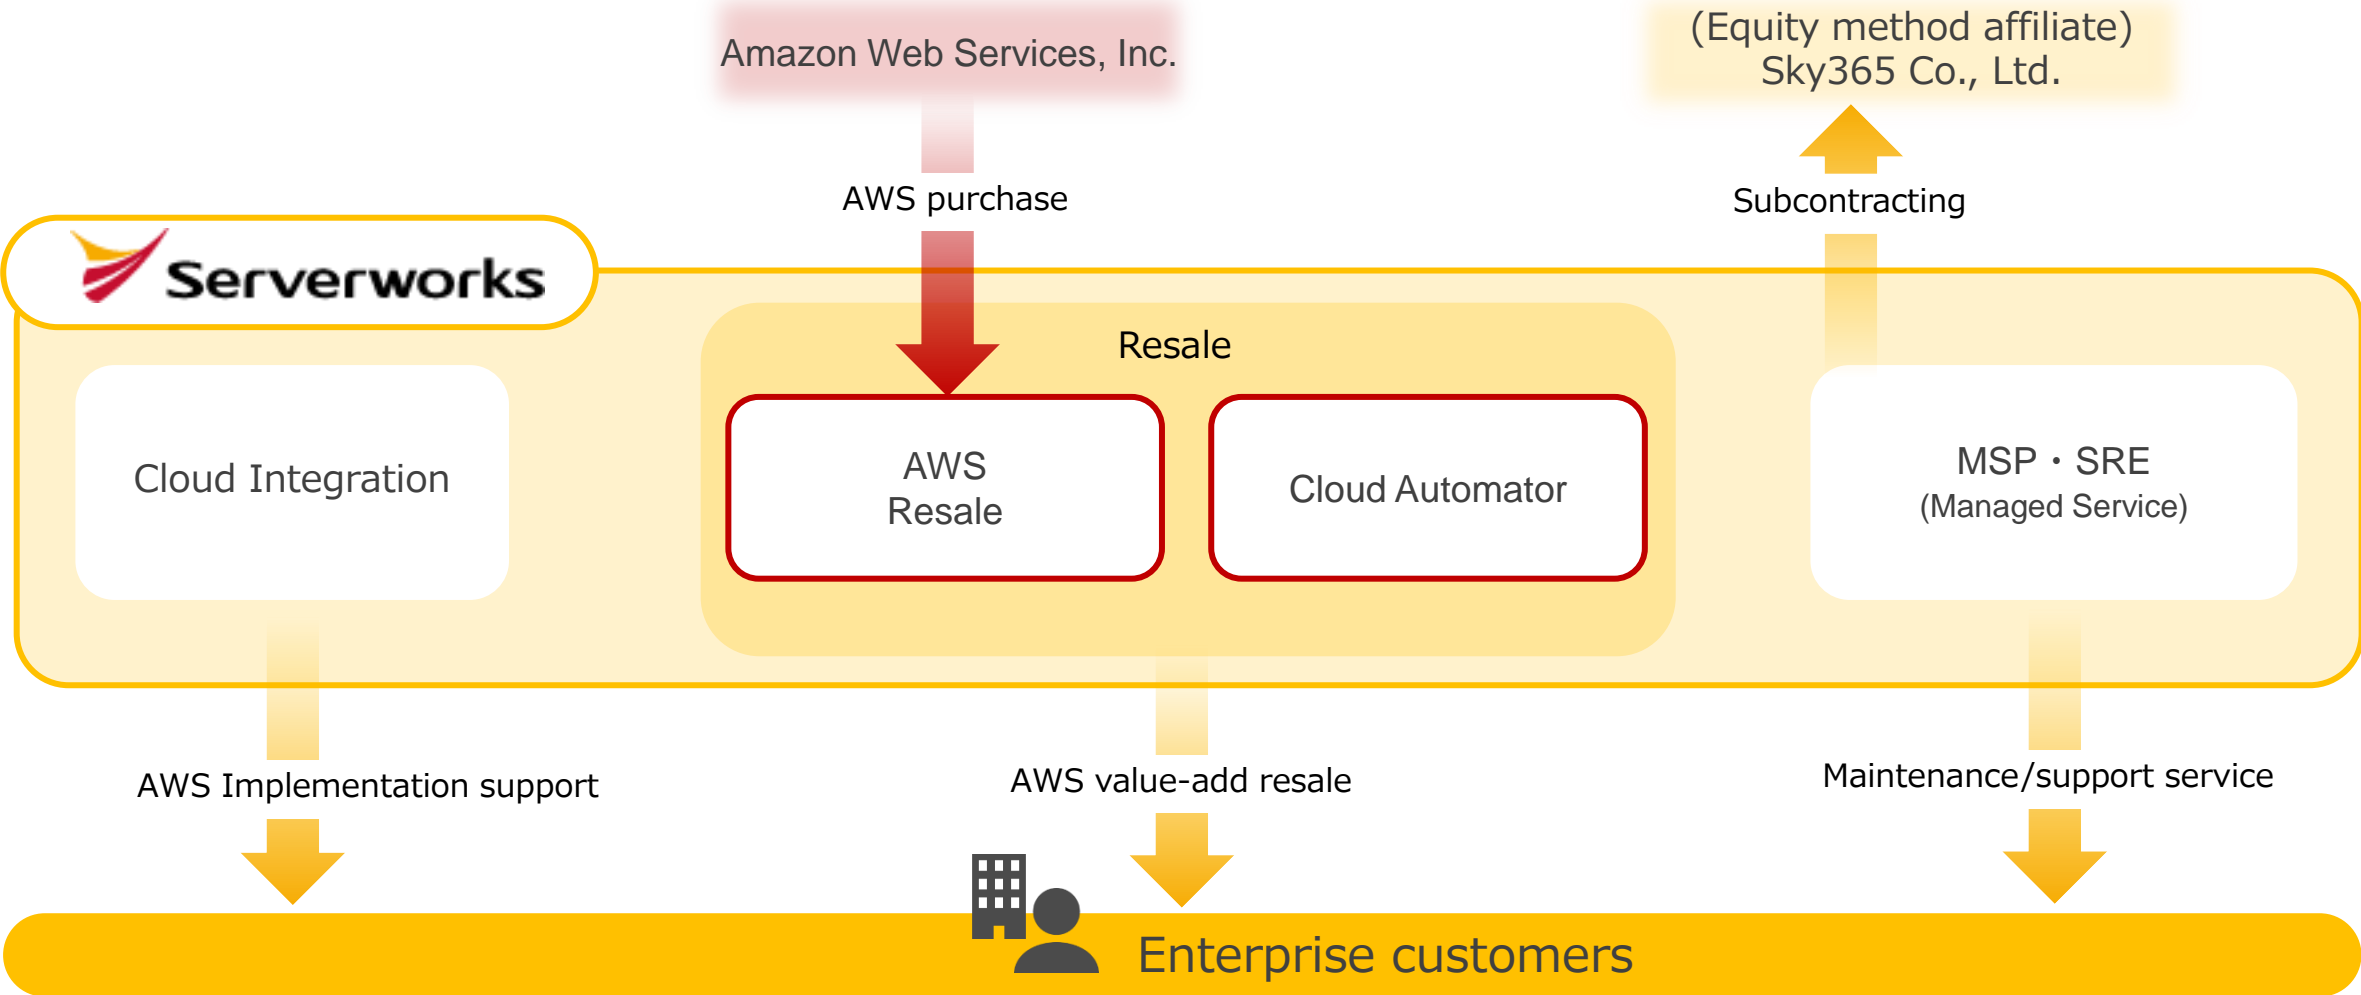 Amazon Web Services, Inc.
(Equity method affiliate)
Sky365 Co., Ltd.
AWS purchase
Subcontracting
Serverworks
Resale
Cloud Integration
AWS
Resale
Cloud Automator
MSP・SRE
(Managed Service)
AWS Implementation support
AWS value-add resale
Maintenance/support service
Enterprise customers